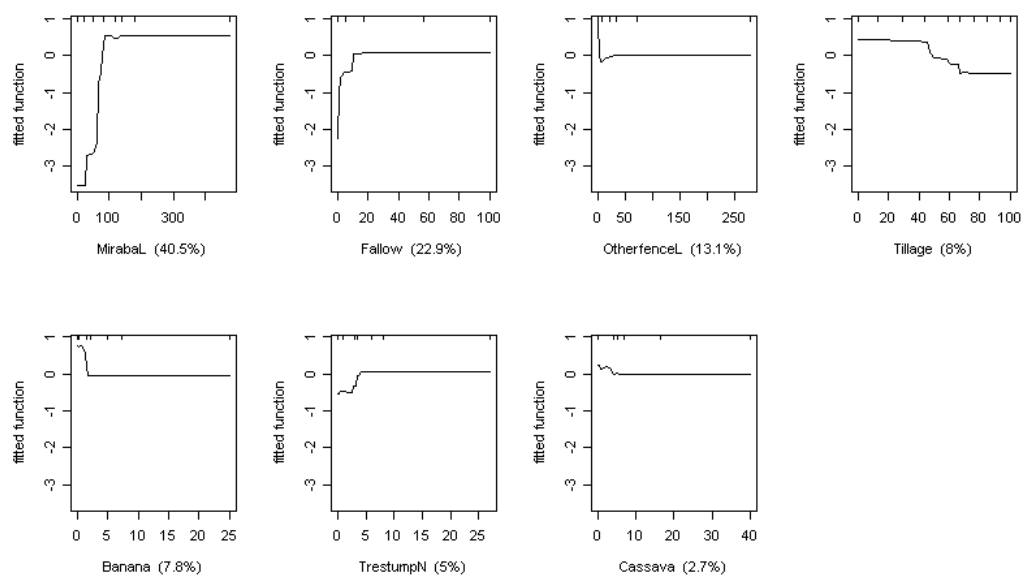 fitted function
1
0
-1
-2
-3
0 100 300
MirabaL (40.5%)
fitted function
1
0
-1
-2
-3
0 20 40 60 80 100
Fallow (22.9%)
fitted function
1
0
-1
-2
-3
0 50 150 250
OtherfenceL (13.1%)
fitted function
1
0
-1
-2
-3
0 20 40 60 80 100
Tillage (8%)
fitted function
1
0
-1
-2
-3
0 5 10 15 20 25
Banana (7.8%)
fitted function
1
0
-1
-2
-3
0 5 10 15 20 25
TrestumpN (5%)
fitted function
1
0
-1
-2
-3
0 10 20 30 40
Cassava (2.7%)